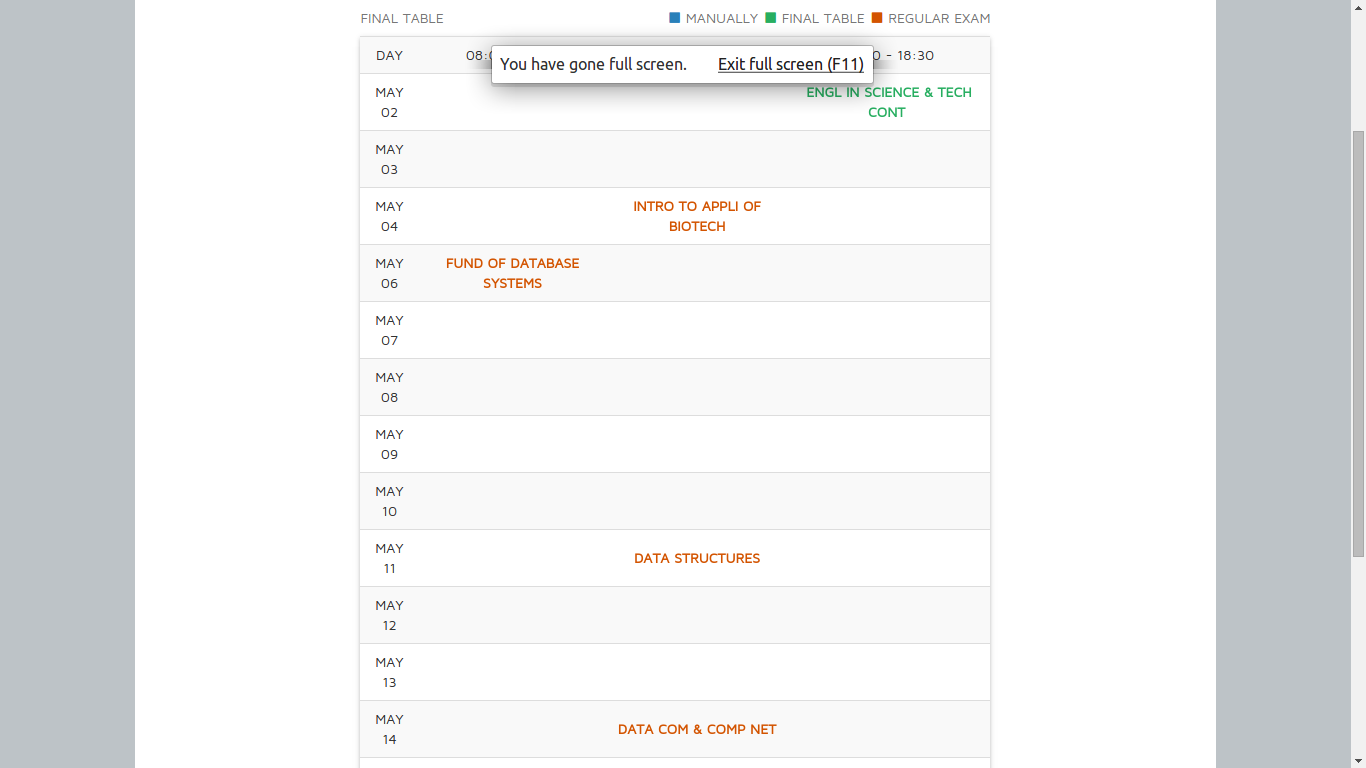 FINAL TABLE MANUALLY FINAL TABLE REGULAR EXAM
DAY 08:0 0 - 18:30
You have gone full screen. Exit full screen (F11)
MAY
02
ENGL IN SCIENCE & TECH
CONT
MAY
03
MAY
04
INTRO TO APPLI OF
BIOTECH
MAY
06
FUND OF DATABASE
SYSTEMS
MAY
07
MAY
08
MAY
09
MAY
10
MAY
11
DATA STRUCTURES
MAY
12
MAY
13
MAY
14
DATA COM & COMP NET